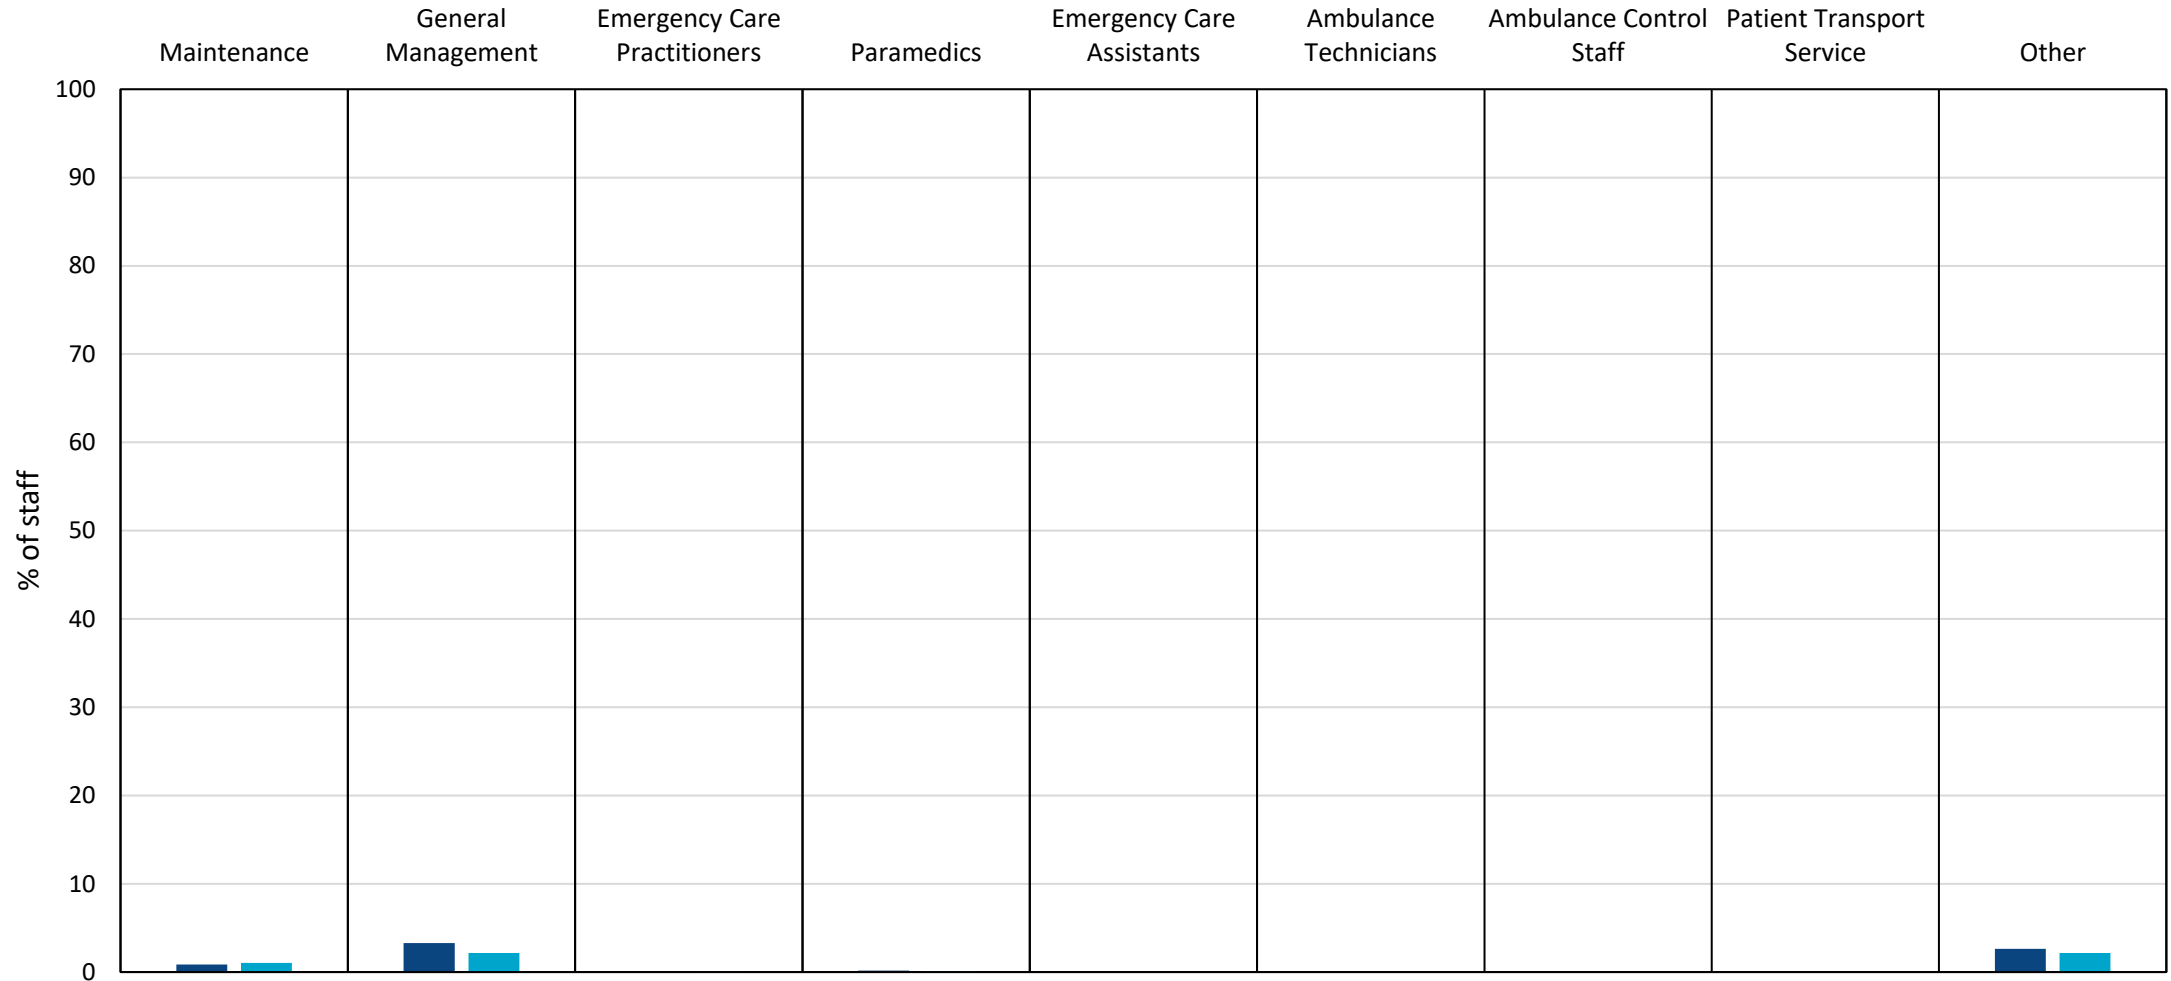 General
Emergency Care
Emergency Care
Ambulance
Ambulance Control
Patient Transport
Maintenance
Management
Practitioners
Paramedics
Assistants
Technicians
Staff
Service
Other
100
90
80
70
60
50
40
30
20
10
0
% of staff